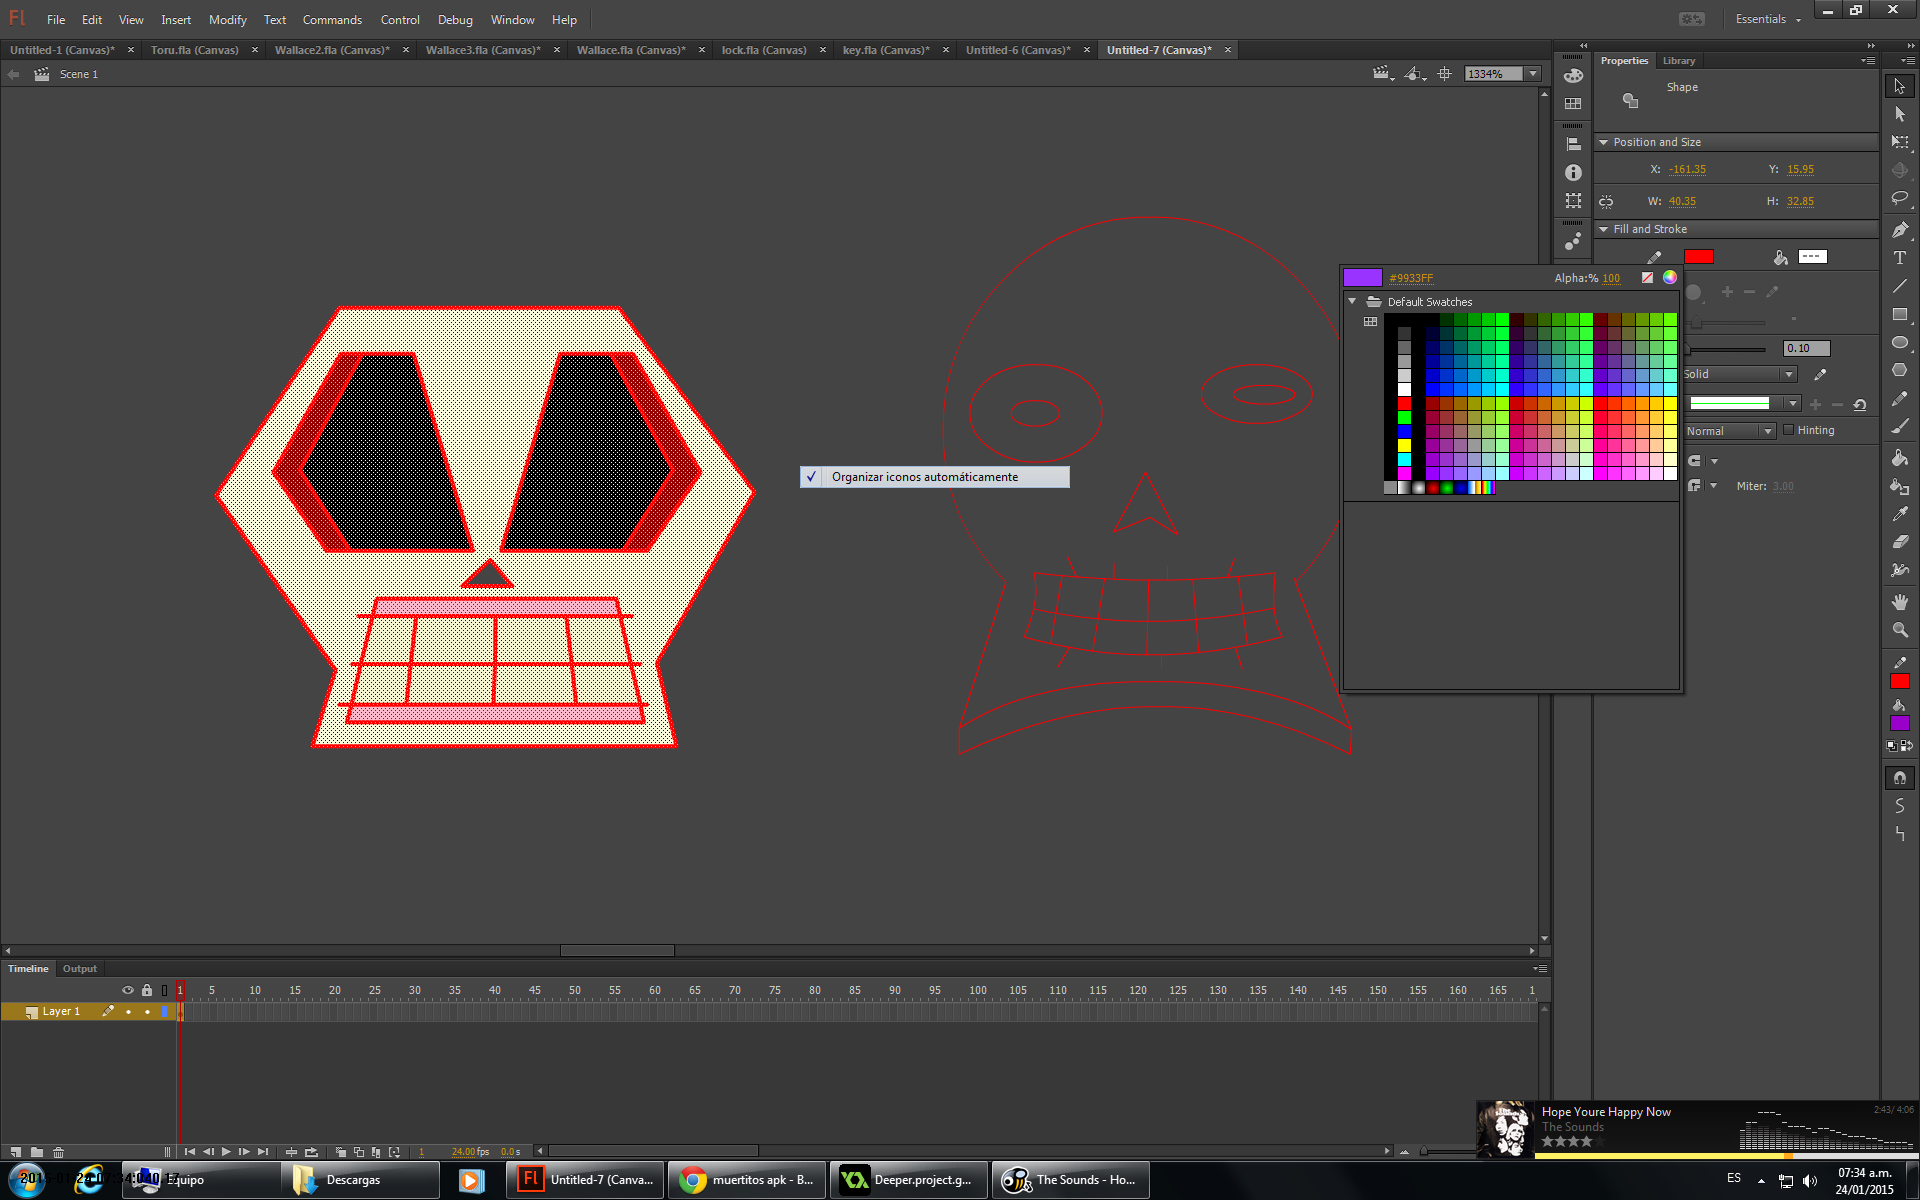 Fl File Edit View Insert Modify Text Commands Control Debug Window Help Essentials
Untitled-1 (Canvas)* Toru.fla (Canvas) Wallace2.fla (Canvas)* Wallace3.fla (Canvas)* Wallace.fla (Canvas)* lock.fla (Canvas) key.fla (Canvas)* Untitled-6 (Canvas)* Untitled-7 (Canvas)*
Scene 1 1334%
Properties Library
Shape
Position and Size
X: -161.35 Y: 15.95
W: 40.35 H: 32.85
Fill and Stroke
#9933FF Alpha:% 100
Default Swatches
0.10
Solid
Normal Hinting
Miter: 3.00
✓ Organizar iconos automáticamente
Timeline Output
1 5 10 15 20 25 30 35 40 45 50 55 60 65 70 75 80 85 90 95 100 105 110 115 120 125 130 135 140 145 150 155 160 165 1
Layer 1
1 24.00 fps 0.0 s
Hope Youre Happy Now 2:43/ 4:06
The Sounds
Equipo Descargas Fl Untitled-7 (Canva... muertitos apk - B... Deeper.project.g... The Sounds - Ho... ES
07:34 a.m.
24/01/2015